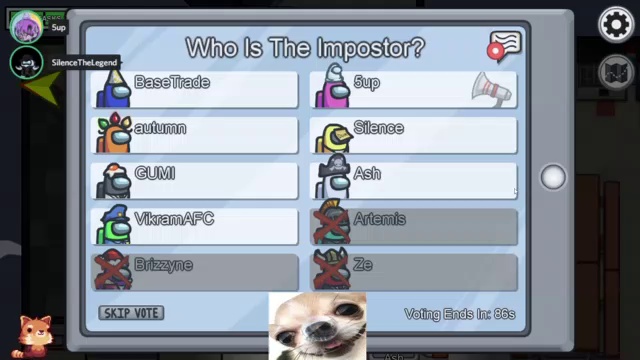 5up
SilenceTheLegend
Who Is The Impostor?
BaseTrade
5up
autumn
Silence
GUMI
Ash
VikramAFC
Artemis
Brizzyne
Ze
SKIP VOTE
Voting Ends In: 86s
Ash